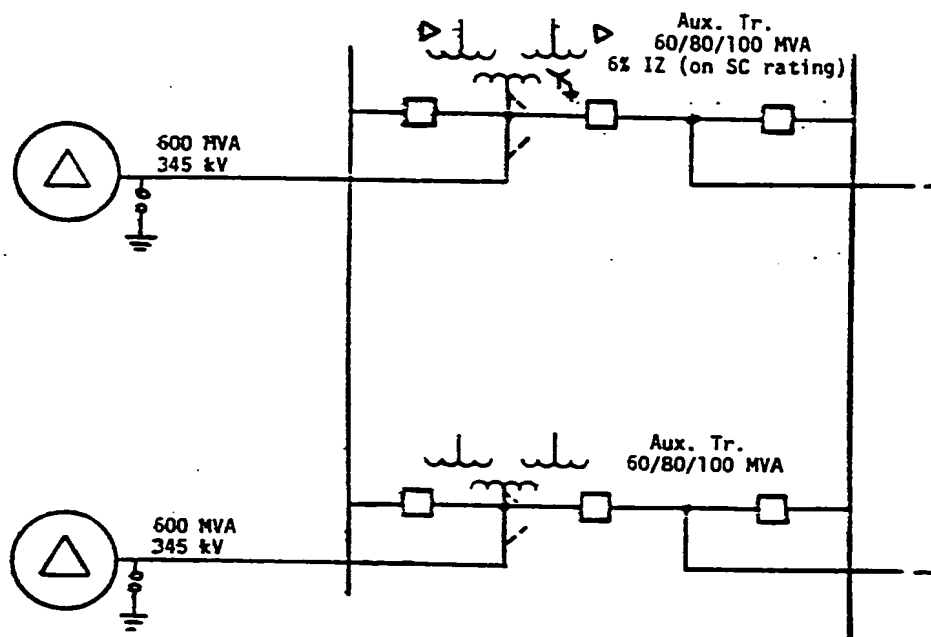 Aux. Tr.
60/80/100 MVA
6% IZ (on SC rating)
600 MVA
345 kV
Aux. Tr.
60/80/100 MVA
600 MVA
345 kV